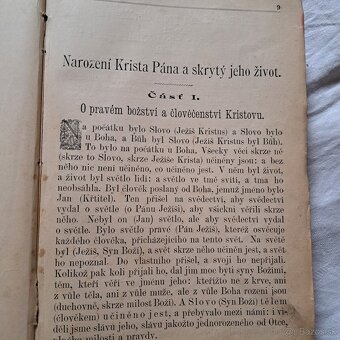 9
Narození Krista Pána a skrytý jeho život.
Část I.
O pravém božství a člověčenství Kristovu.
Na počátku bylo Slovo (Ježíš Kristus) a Slovo bylo
u Boha, a Bůh byl Slovo (Ježíš Kristus byl Bůh).
To bylo na počátku u Boha, Všecky věci skrze ně
(skrze to Slovo, skrze Ježíše Krista) učiněny jsou: a bez
něho nic není učiněno, co učiněno jest. V něm byl život,
a život byl světlo lidí: a světlo ve tmě svítí, a tma ho
neobsáhla. Byl člověk poslaný od Boha, jemuž jméno bylo
Jan (Křtitel). Ten přišel na svědectví, aby svědectví
vydal o světle (o Pánu Ježíši), aby všickni věřili skrze
něho. Nebyl on (Jan) světlo, ale aby svědectví vydal o
světle. Bylo světlo pravé (Pán Ježíš), kteréž osvěcuje
každého člověka, přicházejícího na tento svět. Na světě
byl (Ježíš, Syn Boží), a svět skrze něho učiněn jest, a svět
ho nepoznal. Do vlastního přišel, a svoji ho nepřijali.
Kolikož pak koli přijali ho, dal jim moc syny Božími býti,
těm, kteří věří ve jméno jeho: kteří ne ze krve, ani
z vůle těla, ani z vůle muže, ale z Boha rozeni jsou
(duchovně, skrze milost Boží). A Slovo (Syn Boží) tělem
(člověkem) učiněno jest, a přebývalo mezi námi: i vi-
děli jsme slávu jeho, slávu jakožto jednorozeného od Otce,
plného milosti a pravdy.